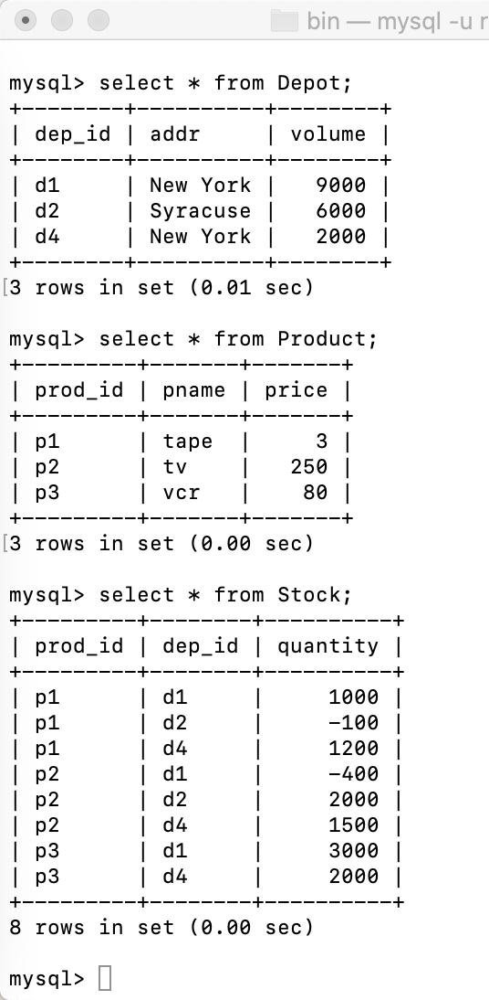 bin — mysql -u r
mysql> select * from Depot;
+--------+----------+--------+
| dep_id | addr     | volume |
+--------+----------+--------+
| d1     | New York |   9000 |
| d2     | Syracuse |   6000 |
| d4     | New York |   2000 |
+--------+----------+--------+
[3 rows in set (0.01 sec)
mysql> select * from Product;
+---------+-------+-------+
| prod_id | pname | price |
+---------+-------+-------+
| p1      | tape  |     3 |
| p2      | tv    |   250 |
| p3      | vcr   |    80 |
+---------+-------+-------+
[3 rows in set (0.00 sec)
mysql> select * from Stock;
+---------+--------+----------+
| prod_id | dep_id | quantity |
+---------+--------+----------+
| p1      | d1     |     1000 |
| p1      | d2     |     -100 |
| p1      | d4     |     1200 |
| p2      | d1     |     -400 |
| p2      | d2     |     2000 |
| p2      | d4     |     1500 |
| p3      | d1     |     3000 |
| p3      | d4     |     2000 |
+---------+--------+----------+
8 rows in set (0.00 sec)
mysql>